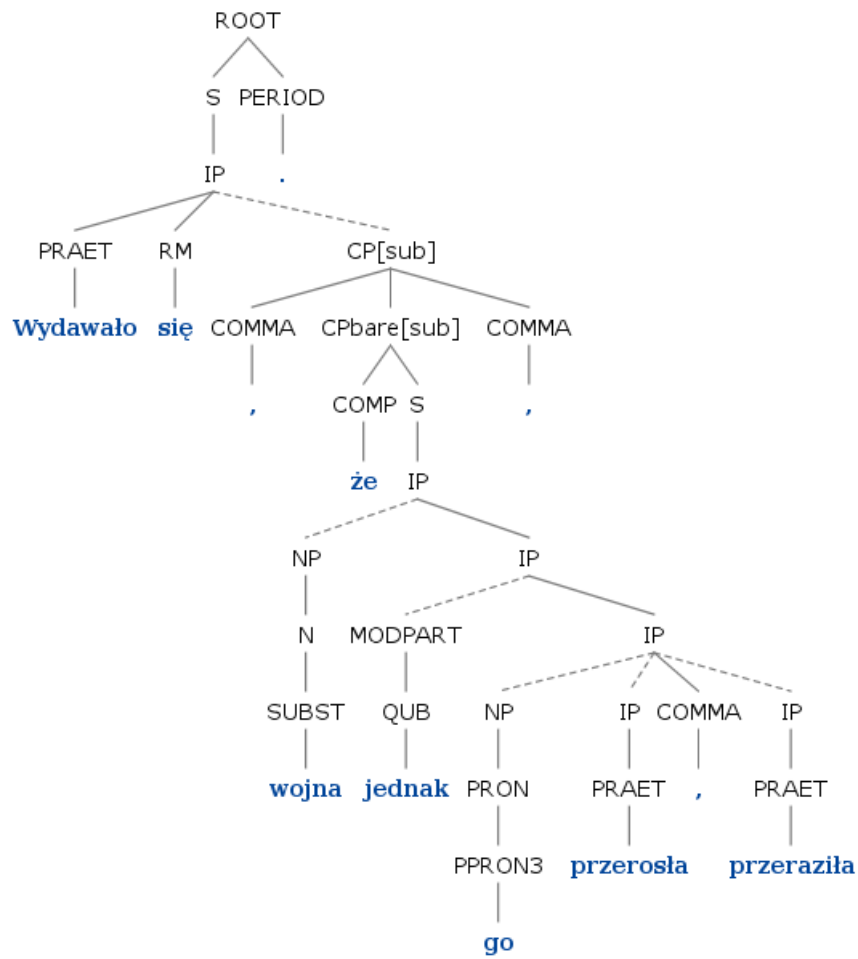 ROOT
S PERIOD
IP .
PRAET RM CP[sub]
Wydawało się COMMA CPbare[sub] COMMA
, COMP S ,
że IP
NP IP
N MODPART IP
SUBST QUB NP IP COMMA IP
wojna jednak PRON PRAET , PRAET
PPRON3 przerosła przeraziła
go